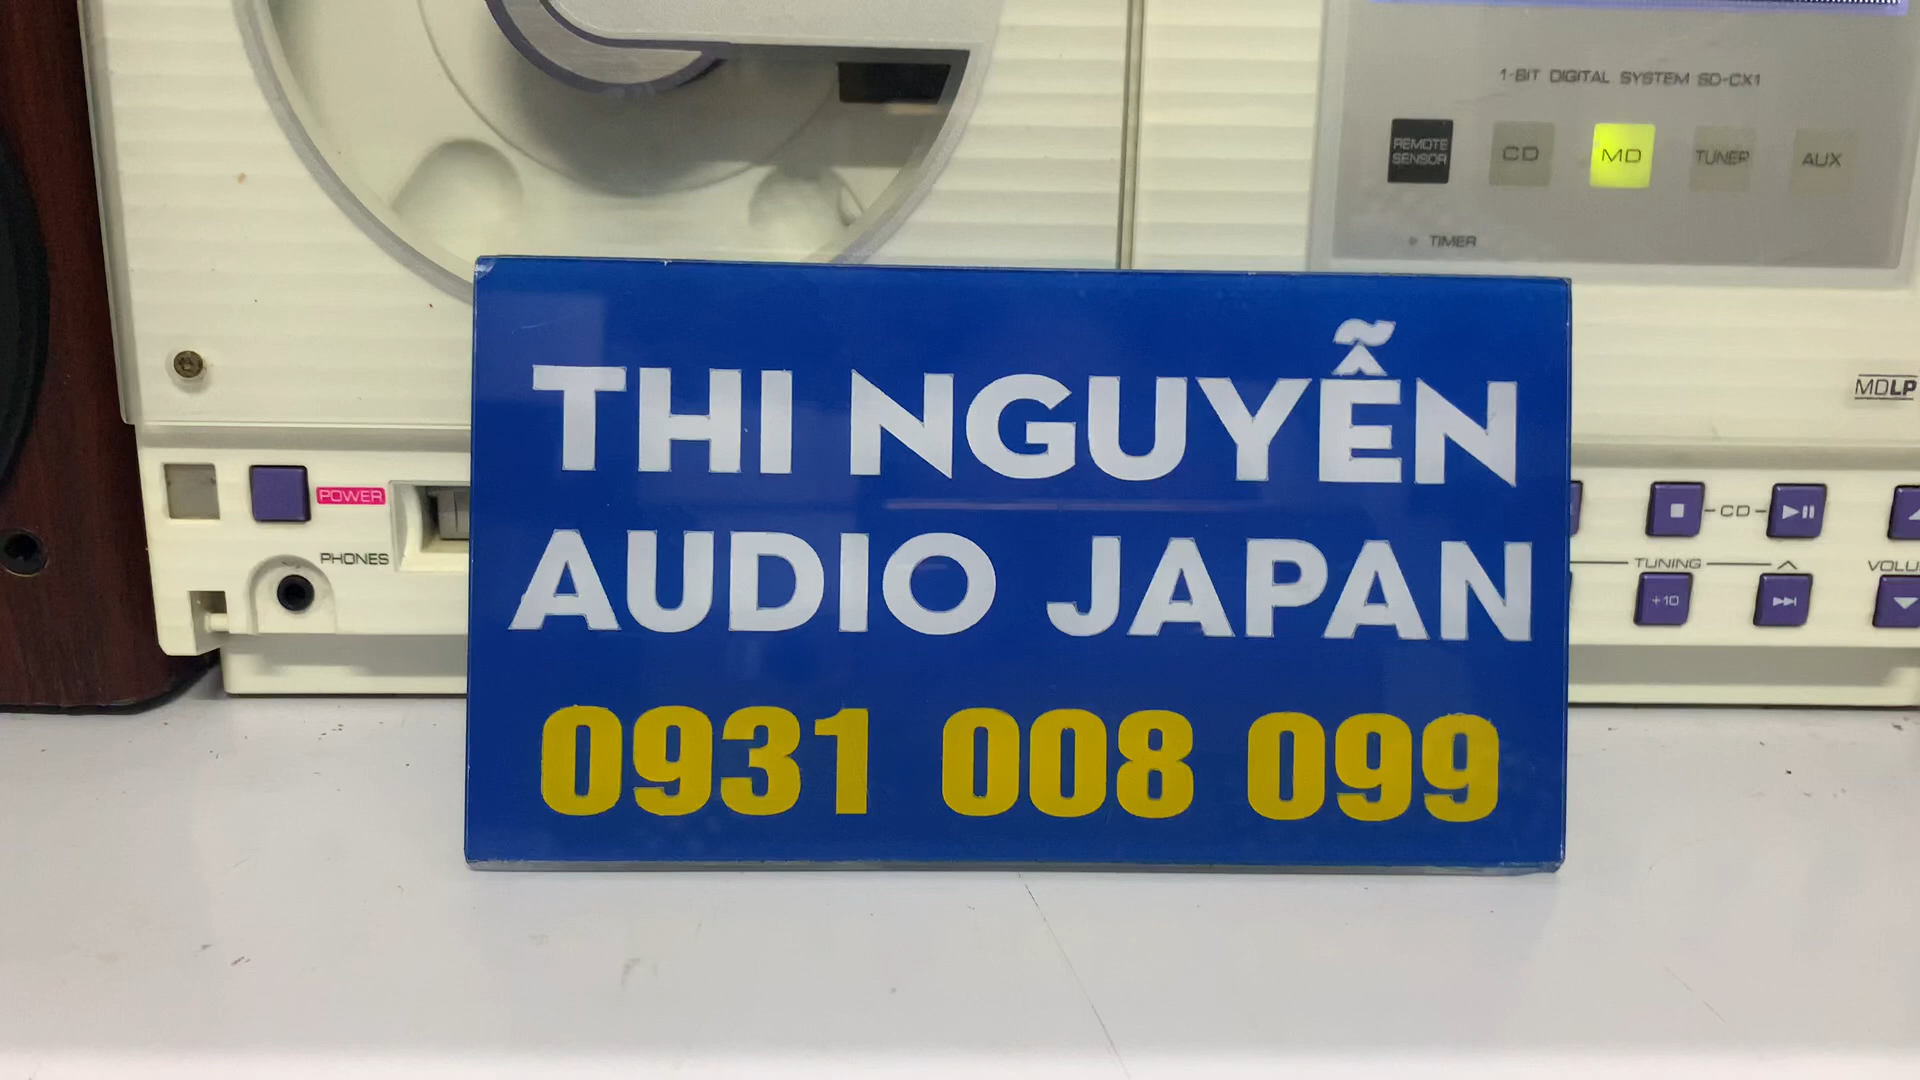 1-BIT DIGITAL SYSTEM SD-CX1
REMOTE SENSOR
CD
MD
TUNER
AUX
TIMER
MDLP
THI NGUYỄN
AUDIO JAPAN
0931 008 099
POWER
PHONES
CD
TUNING
+10